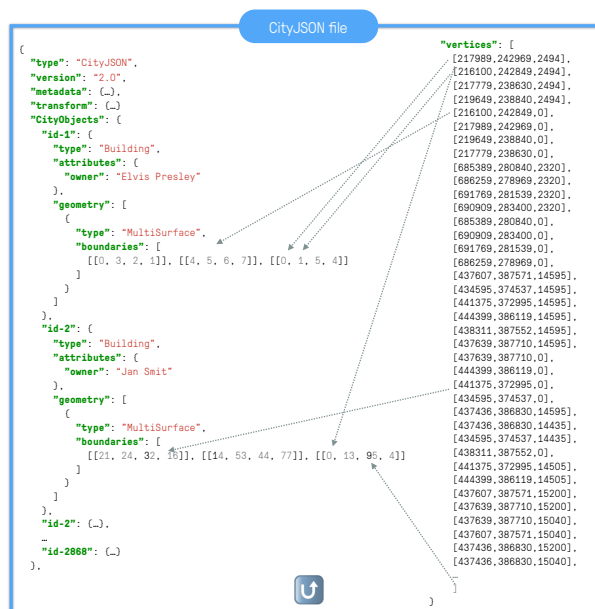 CityJSON file
{
"type": "CityJSON",
"version": "2.0",
"metadata": {…},
"transform": {…}
"CityObjects": {
"id-1": {
"type": "Building",
"attributes": {
"owner": "Elvis Presley"
},
"geometry": [
{
"type": "MultiSurface",
"boundaries": [
[[0, 3, 2, 1]], [[4, 5, 6, 7]], [[0, 1, 5, 4]]
]
}
]
},
"id-2": {
"type": "Building",
"attributes": {
"owner": "Jan Smit"
},
"geometry": [
{
"type": "MultiSurface",
"boundaries": [
[[21, 24, 32, 16]], [[14, 53, 44, 77]], [[0, 13, 95, 4]]
]
}
]
},
"id-2": {…},
…
"id-2868": {…}
},
"vertices": [
[217989,242969,2494],
[216100,242849,2494],
[217779,238630,2494],
[219649,238840,2494],
[216100,242849,0],
[217989,242969,0],
[219649,238840,0],
[217779,238630,0],
[685389,280840,2320],
[686259,278969,2320],
[691769,281539,2320],
[690909,283400,2320],
[685389,280840,0],
[690909,283400,0],
[691769,281539,0],
[686259,278969,0],
[437607,387571,14595],
[434595,374537,14595],
[441375,372995,14595],
[444399,386119,14595],
[438311,387552,14595],
[437639,387710,14595],
[437639,387710,0],
[444399,386119,0],
[441375,372995,0],
[434595,374537,0],
[437436,386830,14595],
[437436,386830,14435],
[434595,374537,14435],
[438311,387552,0],
[441375,372995,14505],
[444399,386119,14505],
[437607,387571,15200],
[437639,387710,15200],
[437639,387710,15040],
[437607,387571,15040],
[437436,386830,15200],
[437436,386830,15040],
…
]
}